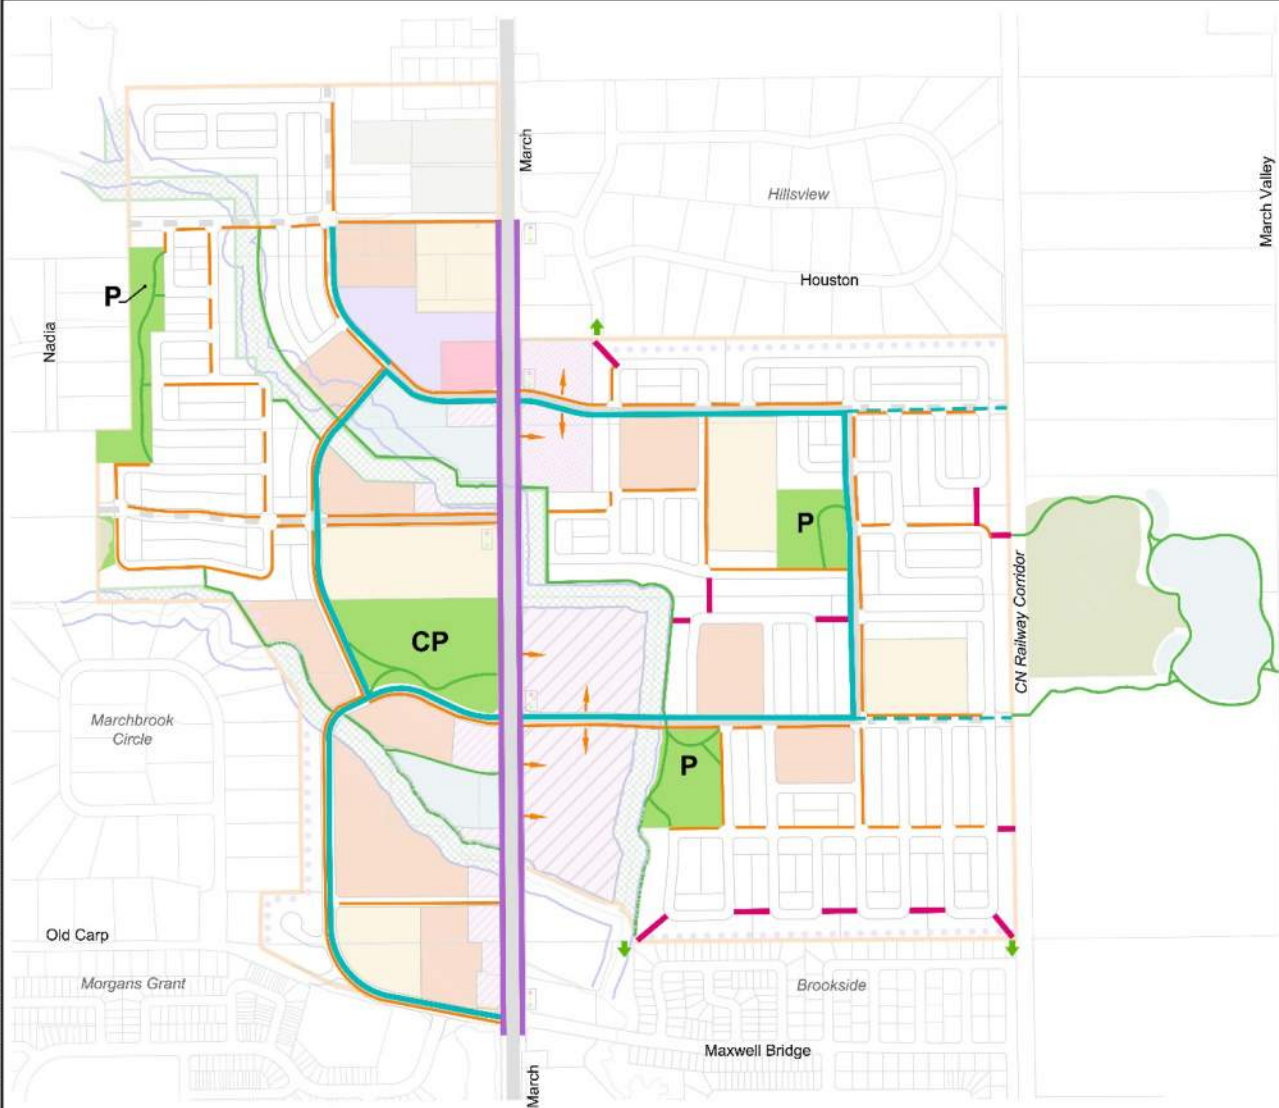 March
Hillsview
March Valley
Houston
P
Nadia
P
CN Railway Corridor
CP
Marchbrook
Circle
P
Old Carp
Morgans Grant
Brookside
Maxwell Bridge
March